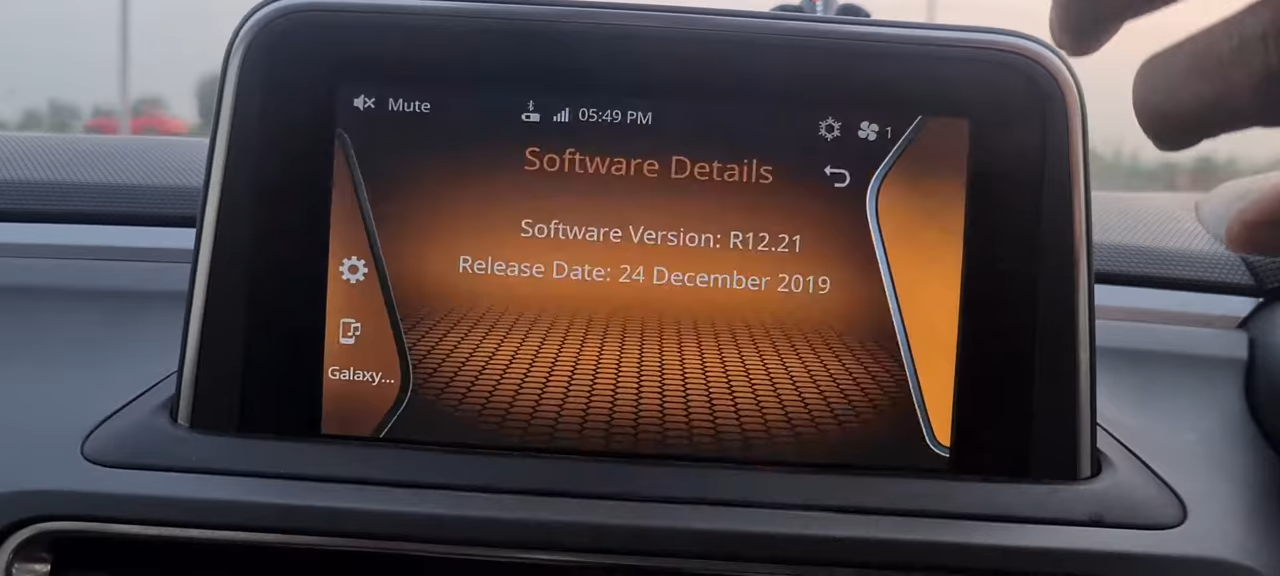 Mute
05:49 PM
1
Software Details
Software Version: R12.21
Release Date: 24 December 2019
Galaxy...